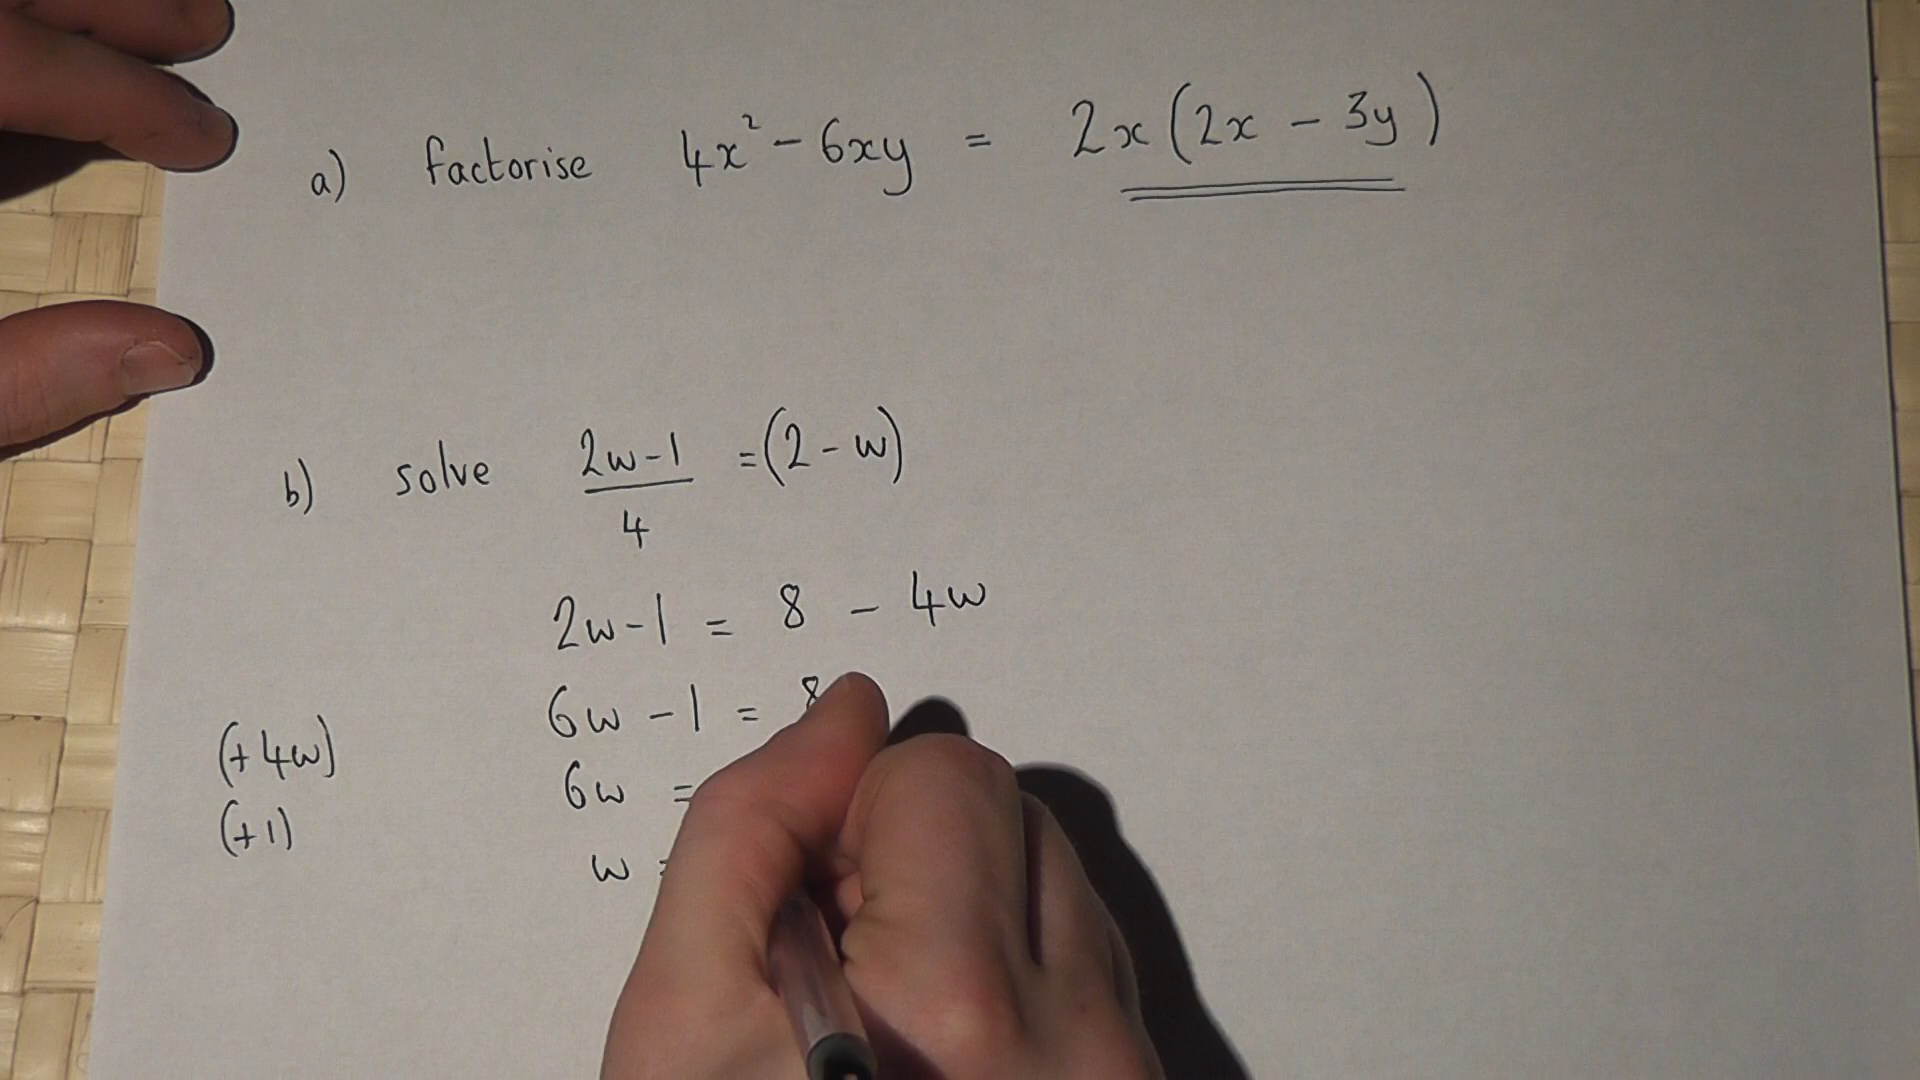 a) factorise 4x² - 6xy = 2x(2x - 3y)
b) solve 2w-1 = (2 - w)
4
2w-1 = 8 - 4w
(+4w) 6w - 1 = 8
(+1) 6w =
w =